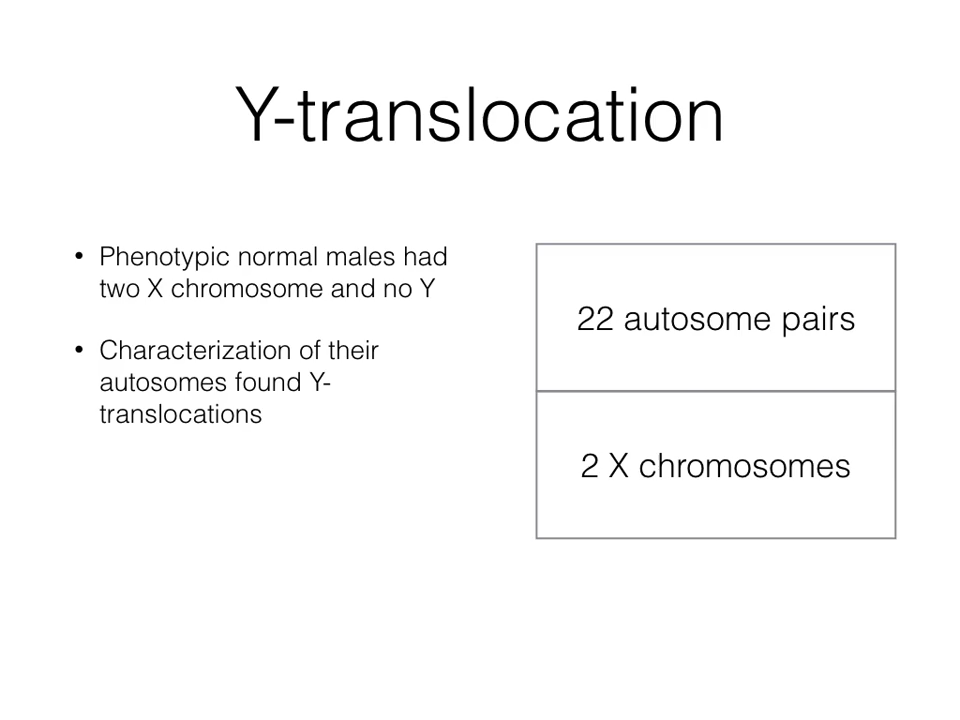 Y-translocation
• Phenotypic normal males had
two X chromosome and no Y
• Characterization of their
autosomes found Y-
translocations
22 autosome pairs
2 X chromosomes